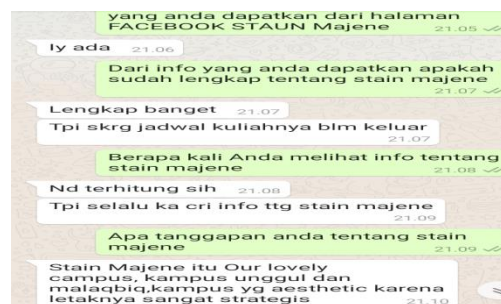 yang anda dapatkan dari halaman
FACEBOOK STAUN Majene 21.05
Iy ada 21.06
Dari info yang anda dapatkan apakah
sudah lengkap tentang stain majene
21.07
Lengkap banget 21.07
Tpi skrg jadwal kuliahnya blm keluar
21.07
Berapa kali Anda melihat info tentang
stain majene 21.08
Nd terhitung sih 21.08
Tpi selalu ka cri info ttg stain majene
21.09
Apa tanggapan anda tentang stain
majene 21.09
Stain Majene itu Our lovely
campus, kampus unggul dan
malaqbiq,kampus yg aesthetic karena
letaknya sangat strategis 21.10